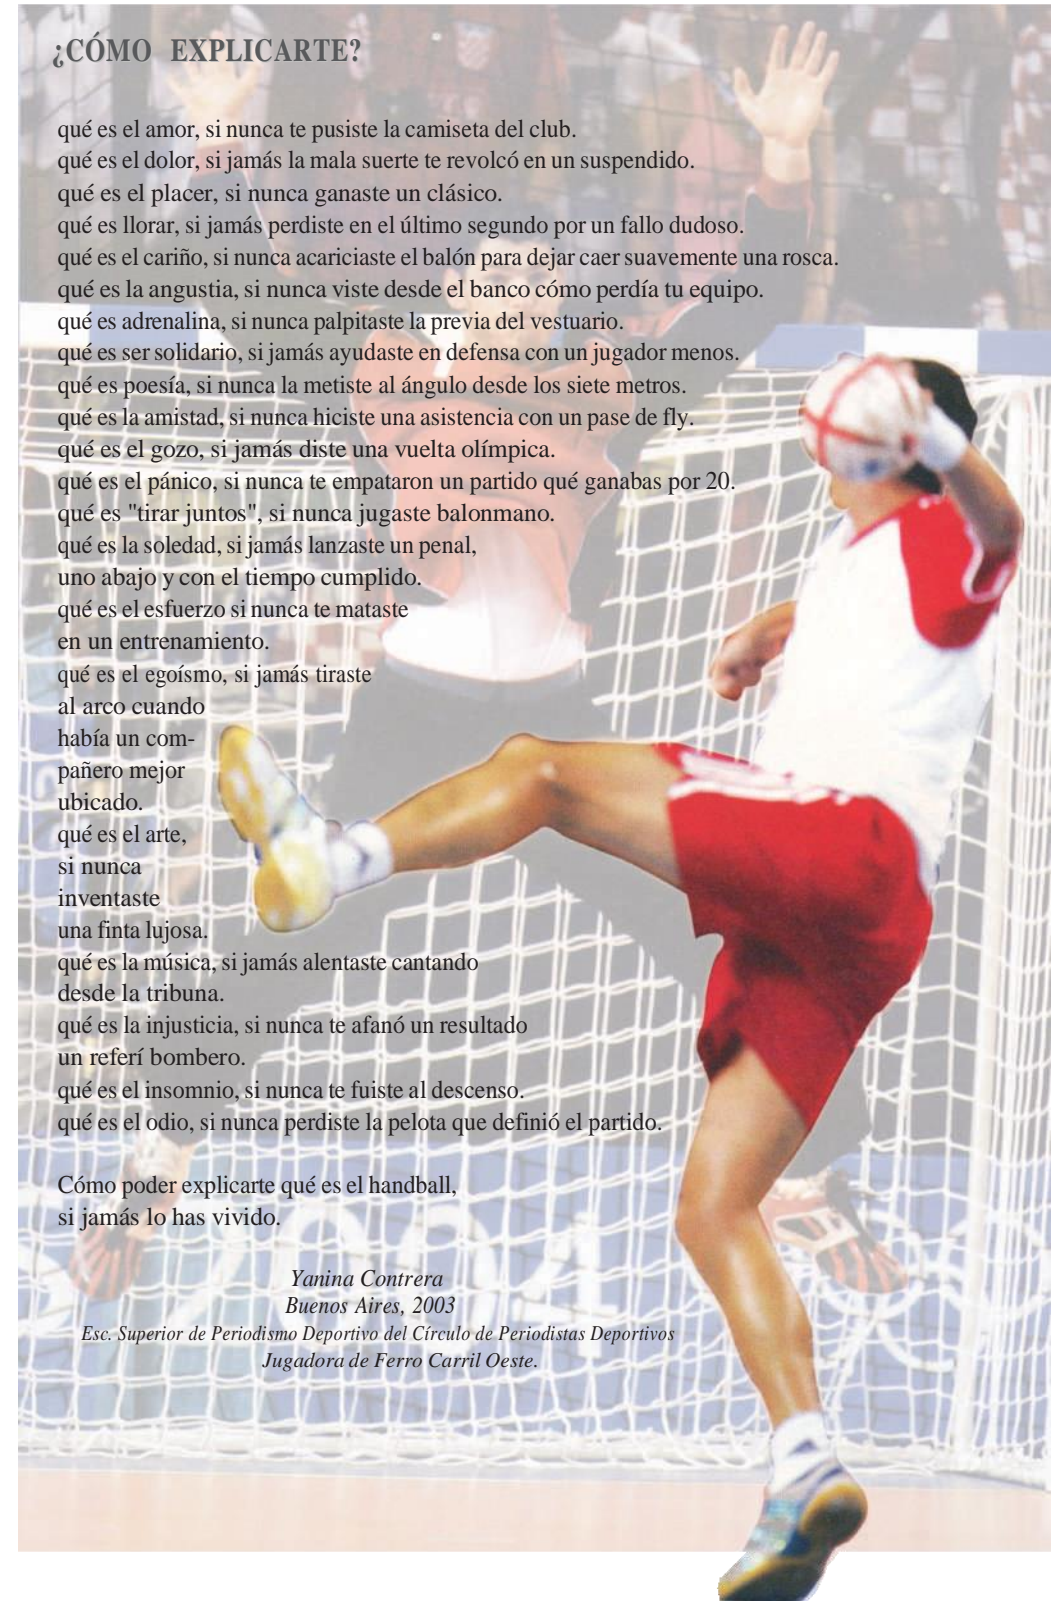 ¿CÓMO EXPLICARTE?
qué es el amor, si nunca te pusiste la camiseta del club.
qué es el dolor, si jamás la mala suerte te revolcó en un suspendido.
qué es el placer, si nunca ganaste un clásico.
qué es llorar, si jamás perdiste en el último segundo por un fallo dudoso.
qué es el cariño, si nunca acariciaste el balón para dejar caer suavemente una rosca.
qué es la angustia, si nunca viste desde el banco cómo perdía tu equipo.
qué es adrenalina, si nunca palpitaste la previa del vestuario.
qué es ser solidario, si jamás ayudaste en defensa con un jugador menos.
qué es poesía, si nunca la metiste al ángulo desde los siete metros.
qué es la amistad, si nunca hiciste una asistencia con un pase de fly.
qué es el gozo, si jamás diste una vuelta olímpica.
qué es el pánico, si nunca te empataron un partido qué ganabas por 20.
qué es "tirar juntos", si nunca jugaste balonmano.
qué es la soledad, si jamás lanzaste un penal,
uno abajo y con el tiempo cumplido.
qué es el esfuerzo si nunca te mataste
en un entrenamiento.
qué es el egoísmo, si jamás tiraste
al arco cuando
había un com-
pañero mejor
ubicado.
qué es el arte,
si nunca
inventaste
una finta lujosa.
qué es la música, si jamás alentaste cantando
desde la tribuna.
qué es la injusticia, si nunca te afanó un resultado
un referí bombero.
qué es el insomnio, si nunca te fuiste al descenso.
qué es el odio, si nunca perdiste la pelota que definió el partido.
Cómo poder explicarte qué es el handball,
si jamás lo has vivido.
Yanina Contrera
Buenos Aires, 2003
Esc. Superior de Periodismo Deportivo del Círculo de Periodistas Deportivos
Jugadora de Ferro Carril Oeste.